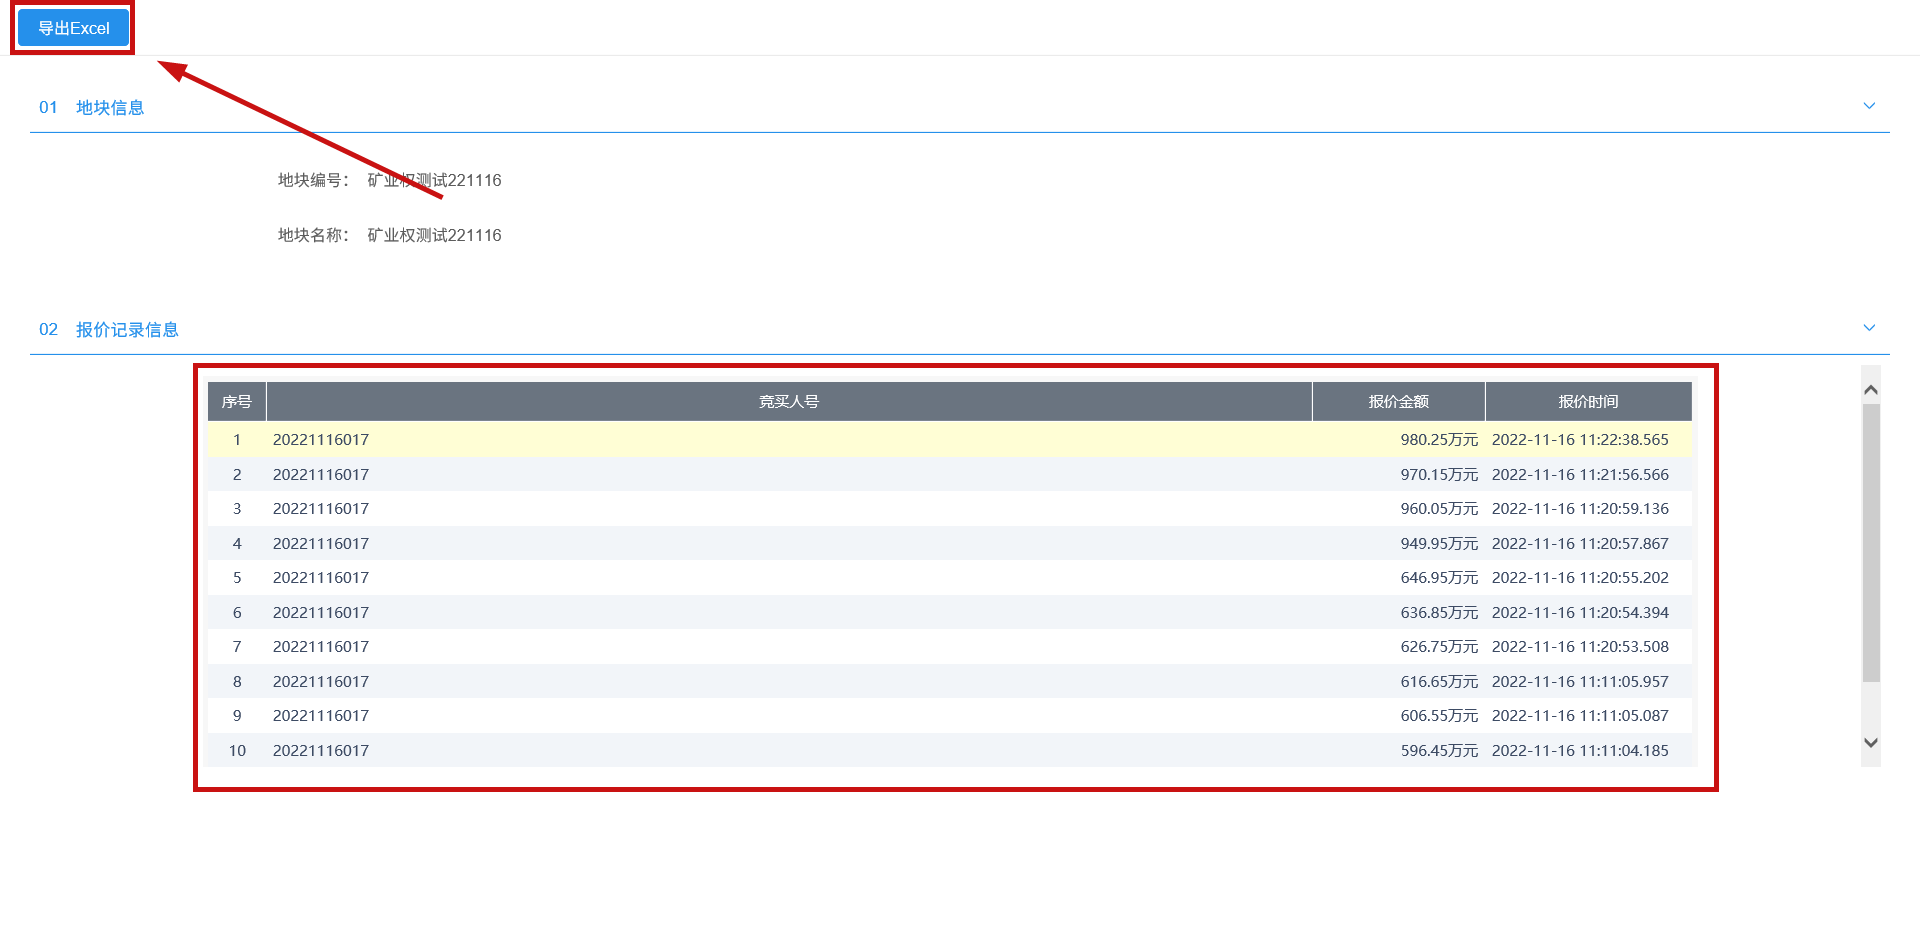 导出Excel
01 地块信息
地块编号： 矿业权测试221116
地块名称： 矿业权测试221116
02 报价记录信息
序号 竞买人号 报价金额 报价时间
1 20221116017 980.25万元 2022-11-16 11:22:38.565
2 20221116017 970.15万元 2022-11-16 11:21:56.566
3 20221116017 960.05万元 2022-11-16 11:20:59.136
4 20221116017 949.95万元 2022-11-16 11:20:57.867
5 20221116017 646.95万元 2022-11-16 11:20:55.202
6 20221116017 636.85万元 2022-11-16 11:20:54.394
7 20221116017 626.75万元 2022-11-16 11:20:53.508
8 20221116017 616.65万元 2022-11-16 11:11:05.957
9 20221116017 606.55万元 2022-11-16 11:11:05.087
10 20221116017 596.45万元 2022-11-16 11:11:04.185